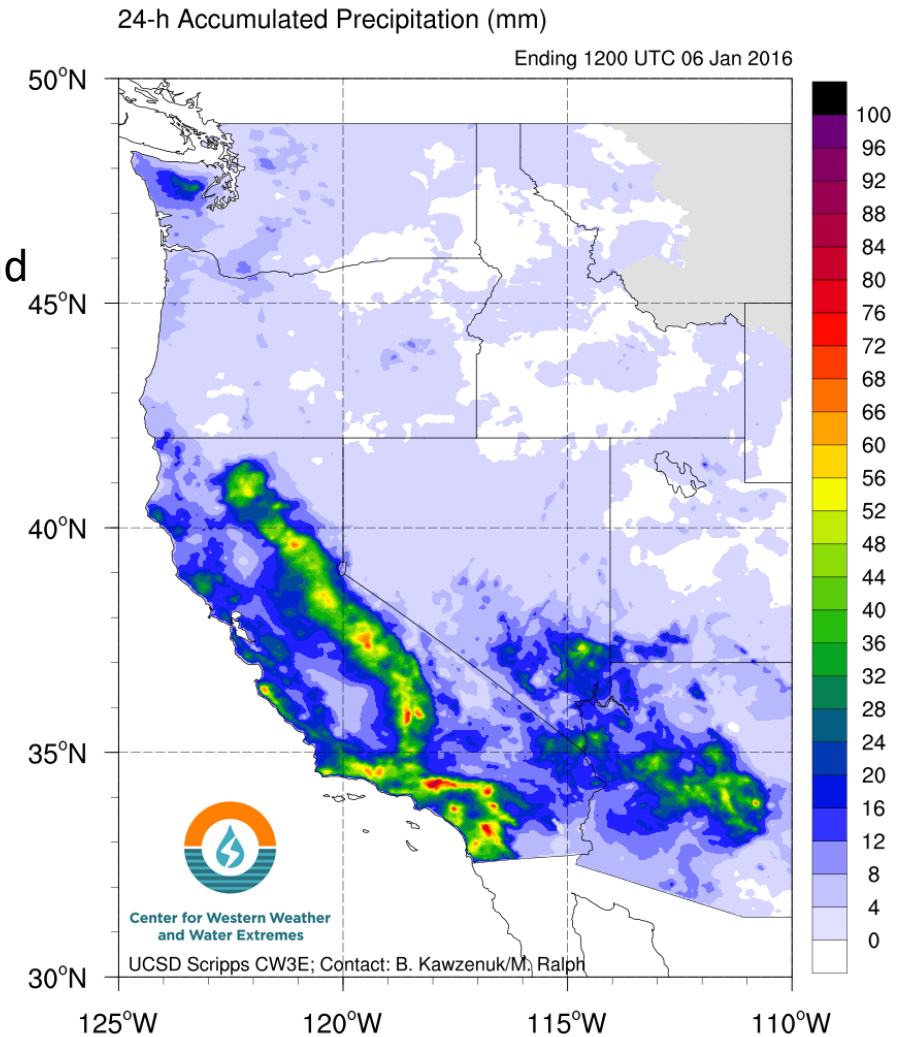 24-h Accumulated Precipitation (mm)
Ending 1200 UTC 06 Jan 2016
50°N
100
96
92
88
d
84
45°N
80
76
72
68
66
60
56
52
40°N
48
44
40
36
32
28
35°N
24
20
16
12
8
4
0
Center for Western Weather
and Water Extremes
UCSD Scripps CW3E; Contact: B. Kawzenuk/M. Ralph
30°N
125°W 120°W 115°W 110°W